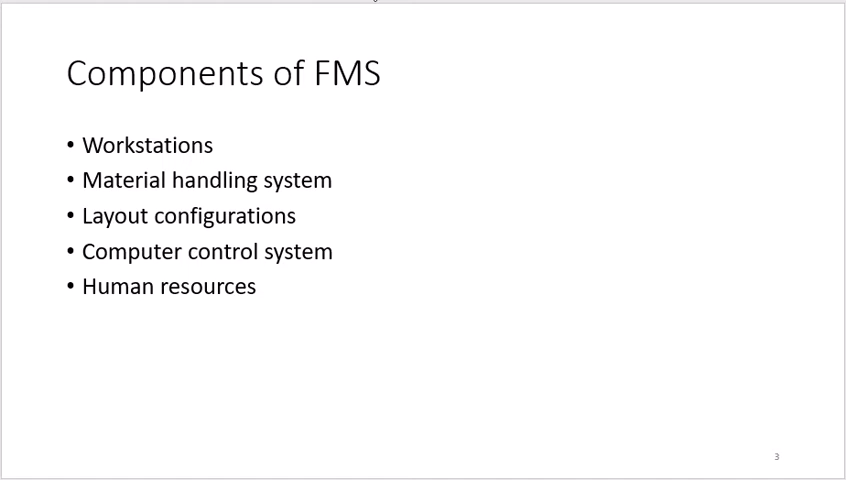 Components of FMS
• Workstations
• Material handling system
• Layout configurations
• Computer control system
• Human resources
3